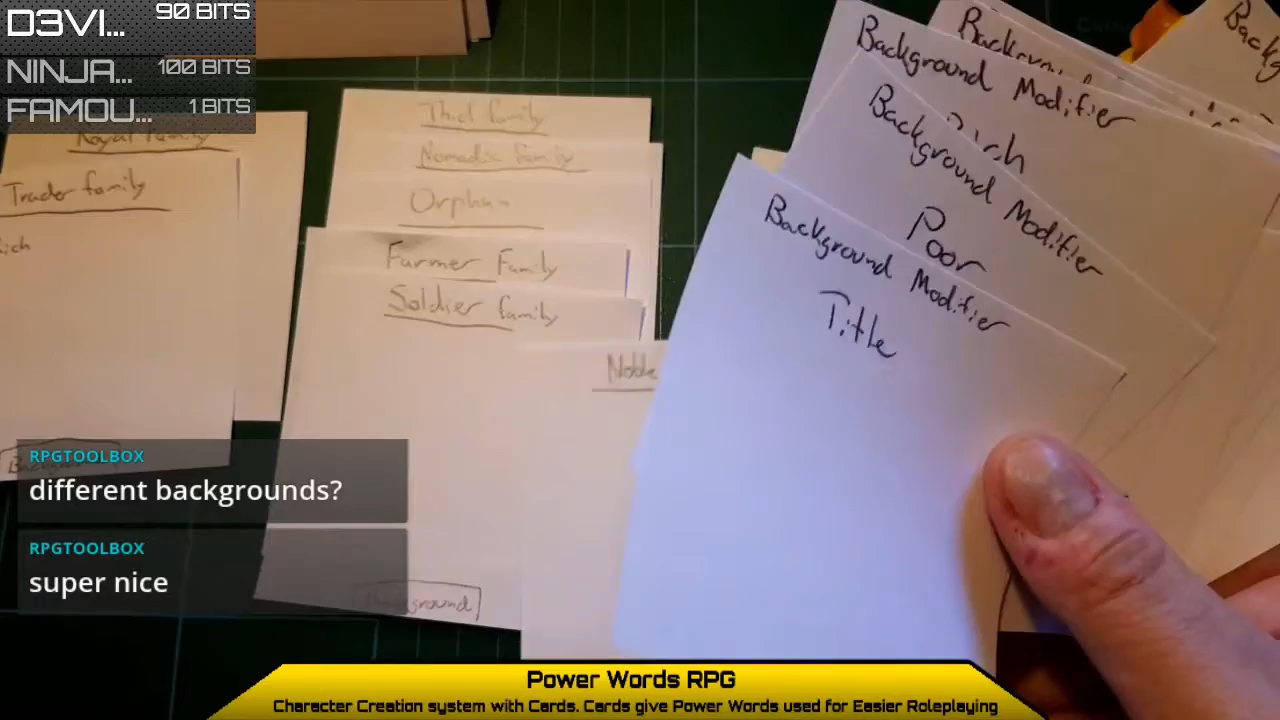 D3VI... 90 BITS
NINJA... 100 BITS
FAMOU... 1 BITS
Royal family
Trader family
Thief family
Nomadic family
Orphan
Farmer Family
Soldier family
Noble
Background
Background Modifier
Rich
Background Modifier
Poor
Background Modifier
Title
RPGTOOLBOX
different backgrounds?
RPGTOOLBOX
super nice
Power Words RPG
Character Creation system with Cards. Cards give Power Words used for Easier Roleplaying